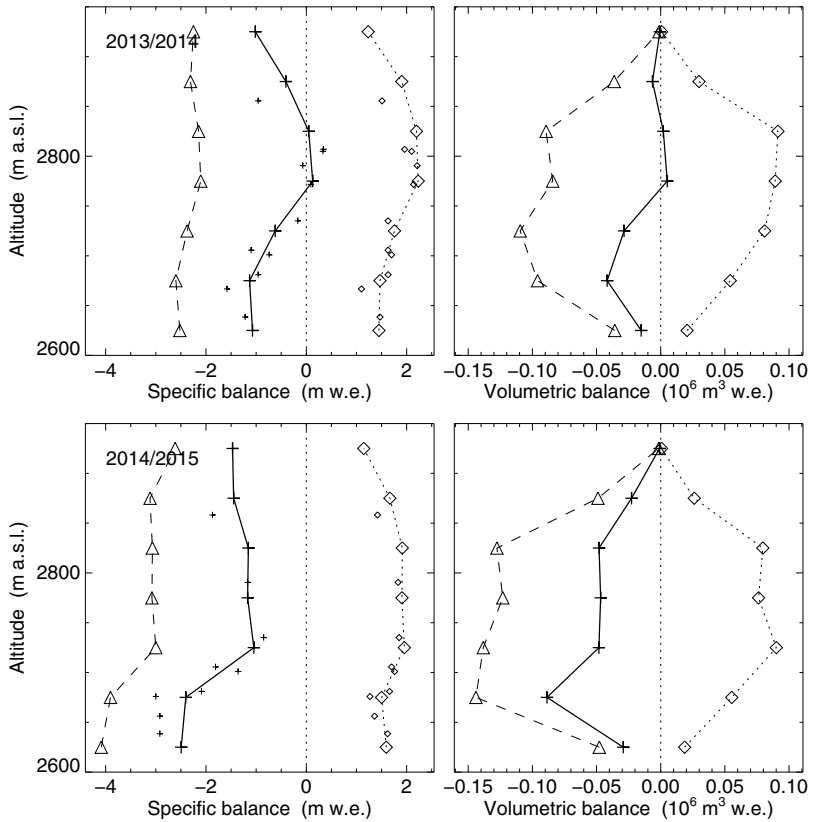 2013/2014
Altitude (m a.s.l.)
2800
2600
−4 −2 0 2
Specific balance (m w.e.)
−0.15 −0.10 −0.05 0.00 0.05 0.10
Volumetric balance (10⁶ m³ w.e.)
2014/2015
Altitude (m a.s.l.)
2800
2600
−4 −2 0 2
Specific balance (m w.e.)
−0.15 −0.10 −0.05 0.00 0.05 0.10
Volumetric balance (10⁶ m³ w.e.)